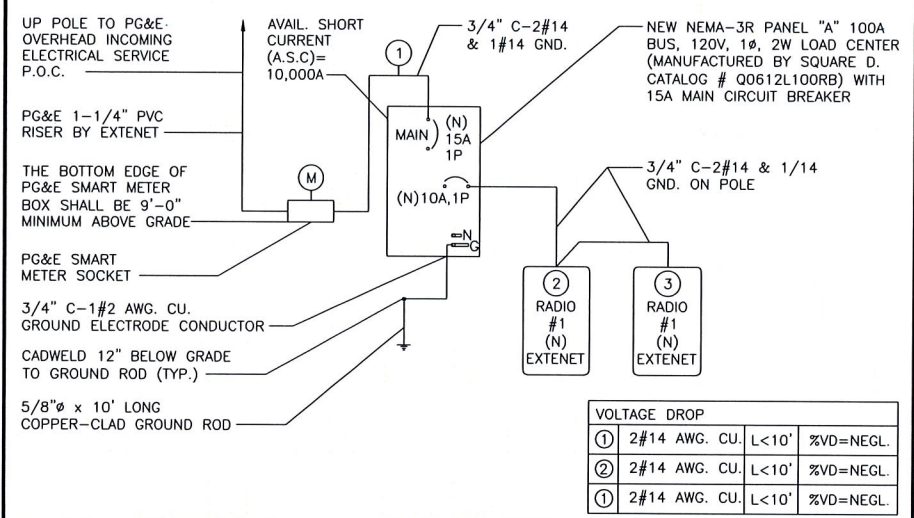 UP POLE TO PG&E
OVERHEAD INCOMING
ELECTRICAL SERVICE
P.O.C.
PG&E 1-1/4" PVC
RISER BY EXTENET
THE BOTTOM EDGE OF
PG&E SMART METER
BOX SHALL BE 9'-0"
MINIMUM ABOVE GRADE
PG&E SMART
METER SOCKET
3/4" C-1#2 AWG. CU.
GROUND ELECTRODE CONDUCTOR
CADWELD 12" BELOW GRADE
TO GROUND ROD (TYP.)
5/8"ø x 10' LONG
COPPER-CLAD GROUND ROD
M
AVAIL. SHORT
CURRENT
(A.S.C)=
10,000A
1
3/4" C-2#14
& 1#14 GND.
MAIN
(N)
15A
1P
(N)10A,1P
N
G
NEW NEMA-3R PANEL "A" 100A
BUS, 120V, 1ø, 2W LOAD CENTER
(MANUFACTURED BY SQUARE D.
CATALOG # Q0612L100RB) WITH
15A MAIN CIRCUIT BREAKER
3/4" C-2#14 & 1/14
GND. ON POLE
2
RADIO
#1
(N)
EXTENET
3
RADIO
#1
(N)
EXTENET
VOLTAGE DROP
1 2#14 AWG. CU. L<10' %VD=NEGL.
2 2#14 AWG. CU. L<10' %VD=NEGL.
1 2#14 AWG. CU. L<10' %VD=NEGL.